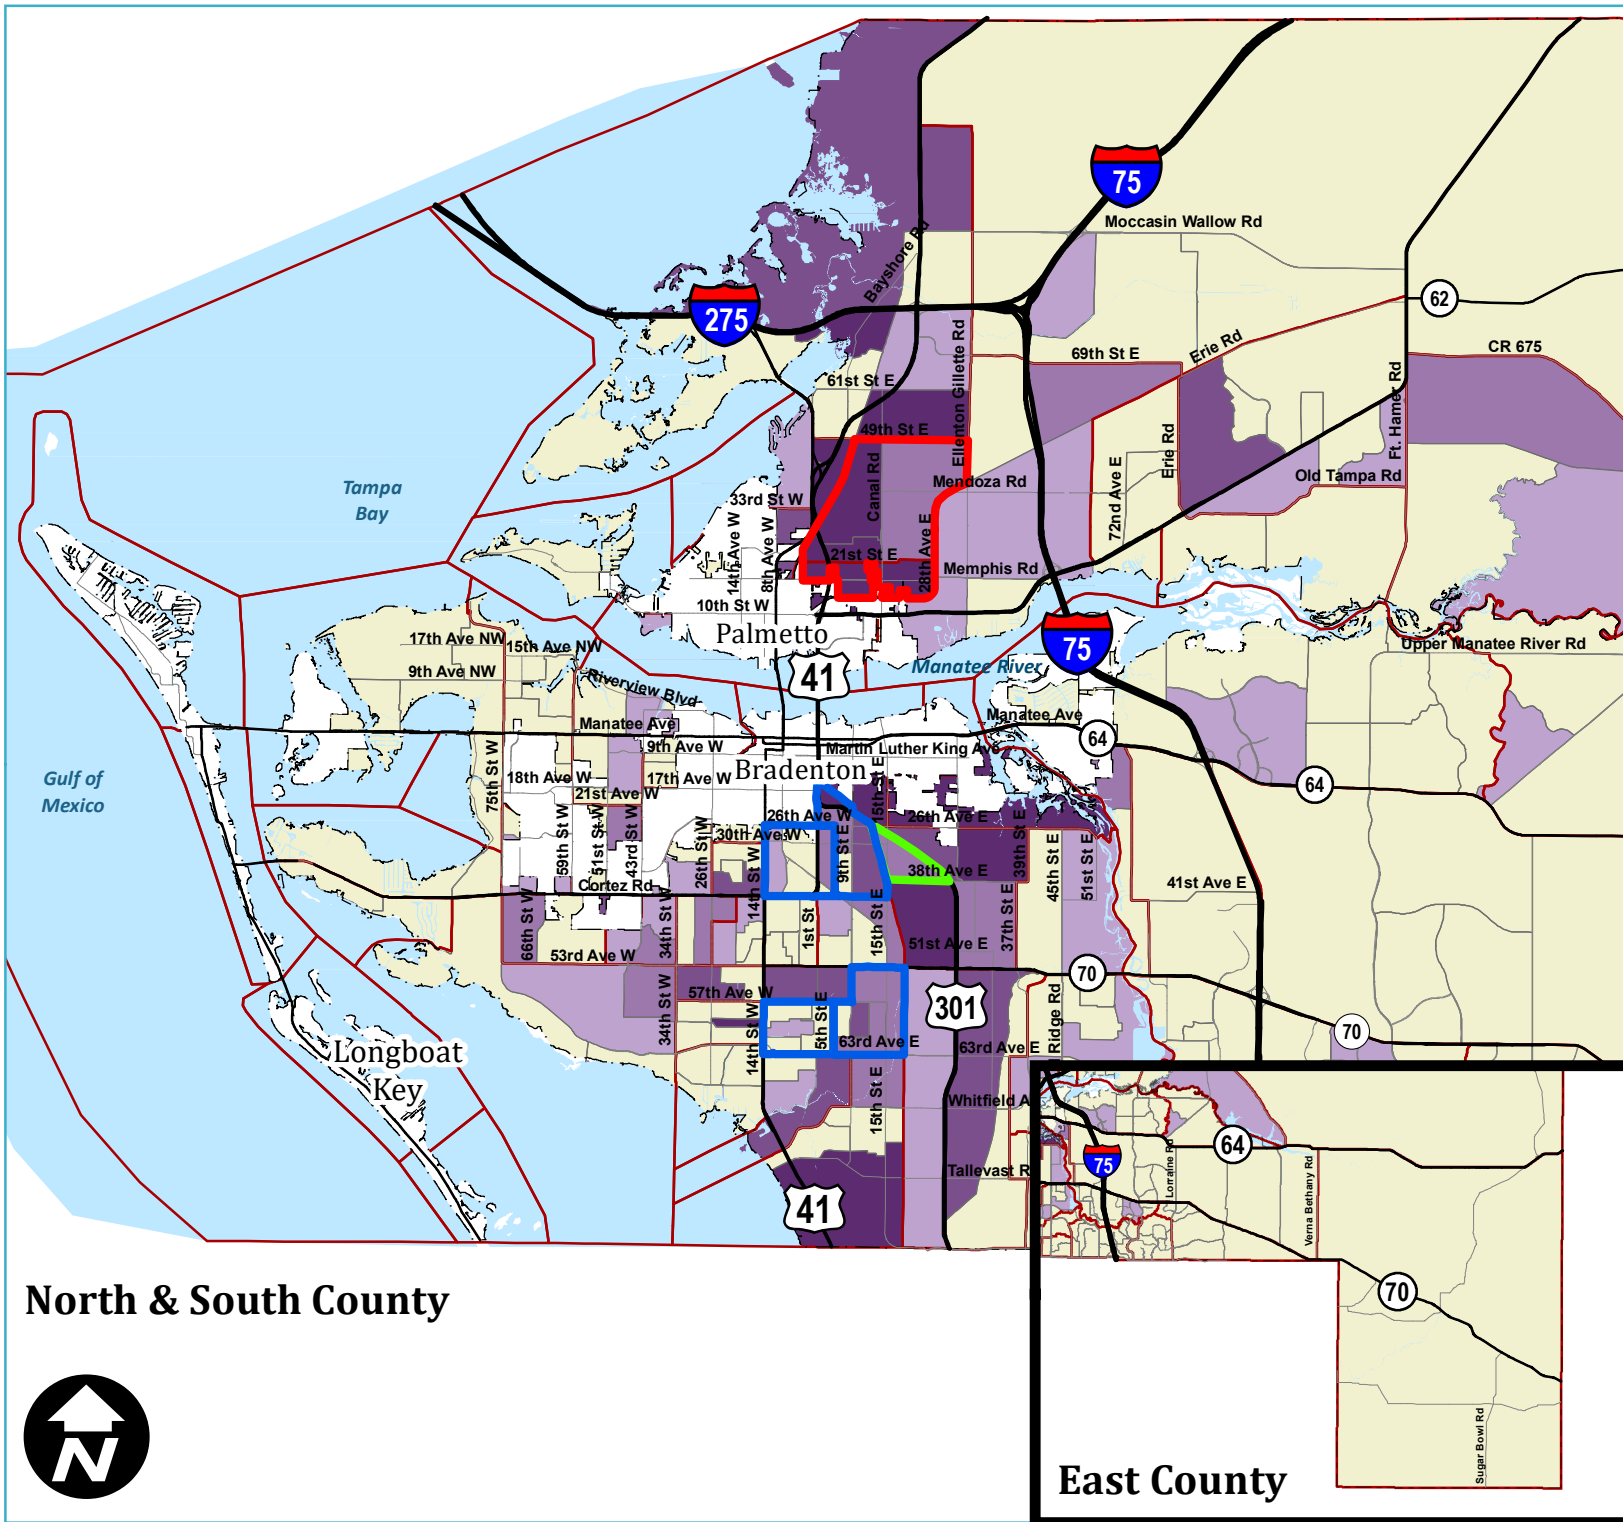 75
Moccasin Wallow Rd
Bayshore Rd
62
275
Ellenton Gillette Rd
69th St E
Erie Rd
CR 675
61st St E
Ft. Hamer Rd
49th St E
Tampa
Bay
Canal Rd
Mendoza Rd
72nd Ave E
Erie Rd
Old Tampa Rd
33rd St W
14th Ave W
8th Ave W
21st St E
28th Ave E
Memphis Rd
10th St W
Palmetto
75
17th Ave NW
15th Ave NW
9th Ave NW
Riverview Blvd
41
Manatee River
Upper Manatee River Rd
Manatee Ave
Manatee Ave
64
9th Ave W
Martin Luther King Ave
Gulf of
Mexico
75th St W
18th Ave W
17th Ave W
Bradenton
15th St E
64
21st Ave W
59th St W
51st St W
43rd St W
26th St W
30th Ave W
26th Ave W
9th St E
26th Ave E
39th St E
45th St E
51st St E
14th St W
38th Ave E
41st Ave E
Cortez Rd
66th St W
34th St W
1st St
15th St E
51st Ave E
37th St E
53rd Ave W
70
57th Ave W
34th St W
14th St W
5th St E
301
63rd Ave E
63rd Ave E
Ridge Rd
70
Longboat
Key
15th St E
Whitfield A
Tallevast R
41
75
64
Lorraine Rd
Verna Bethany Rd
70
Sugar Bowl Rd
North & South County
N
East County